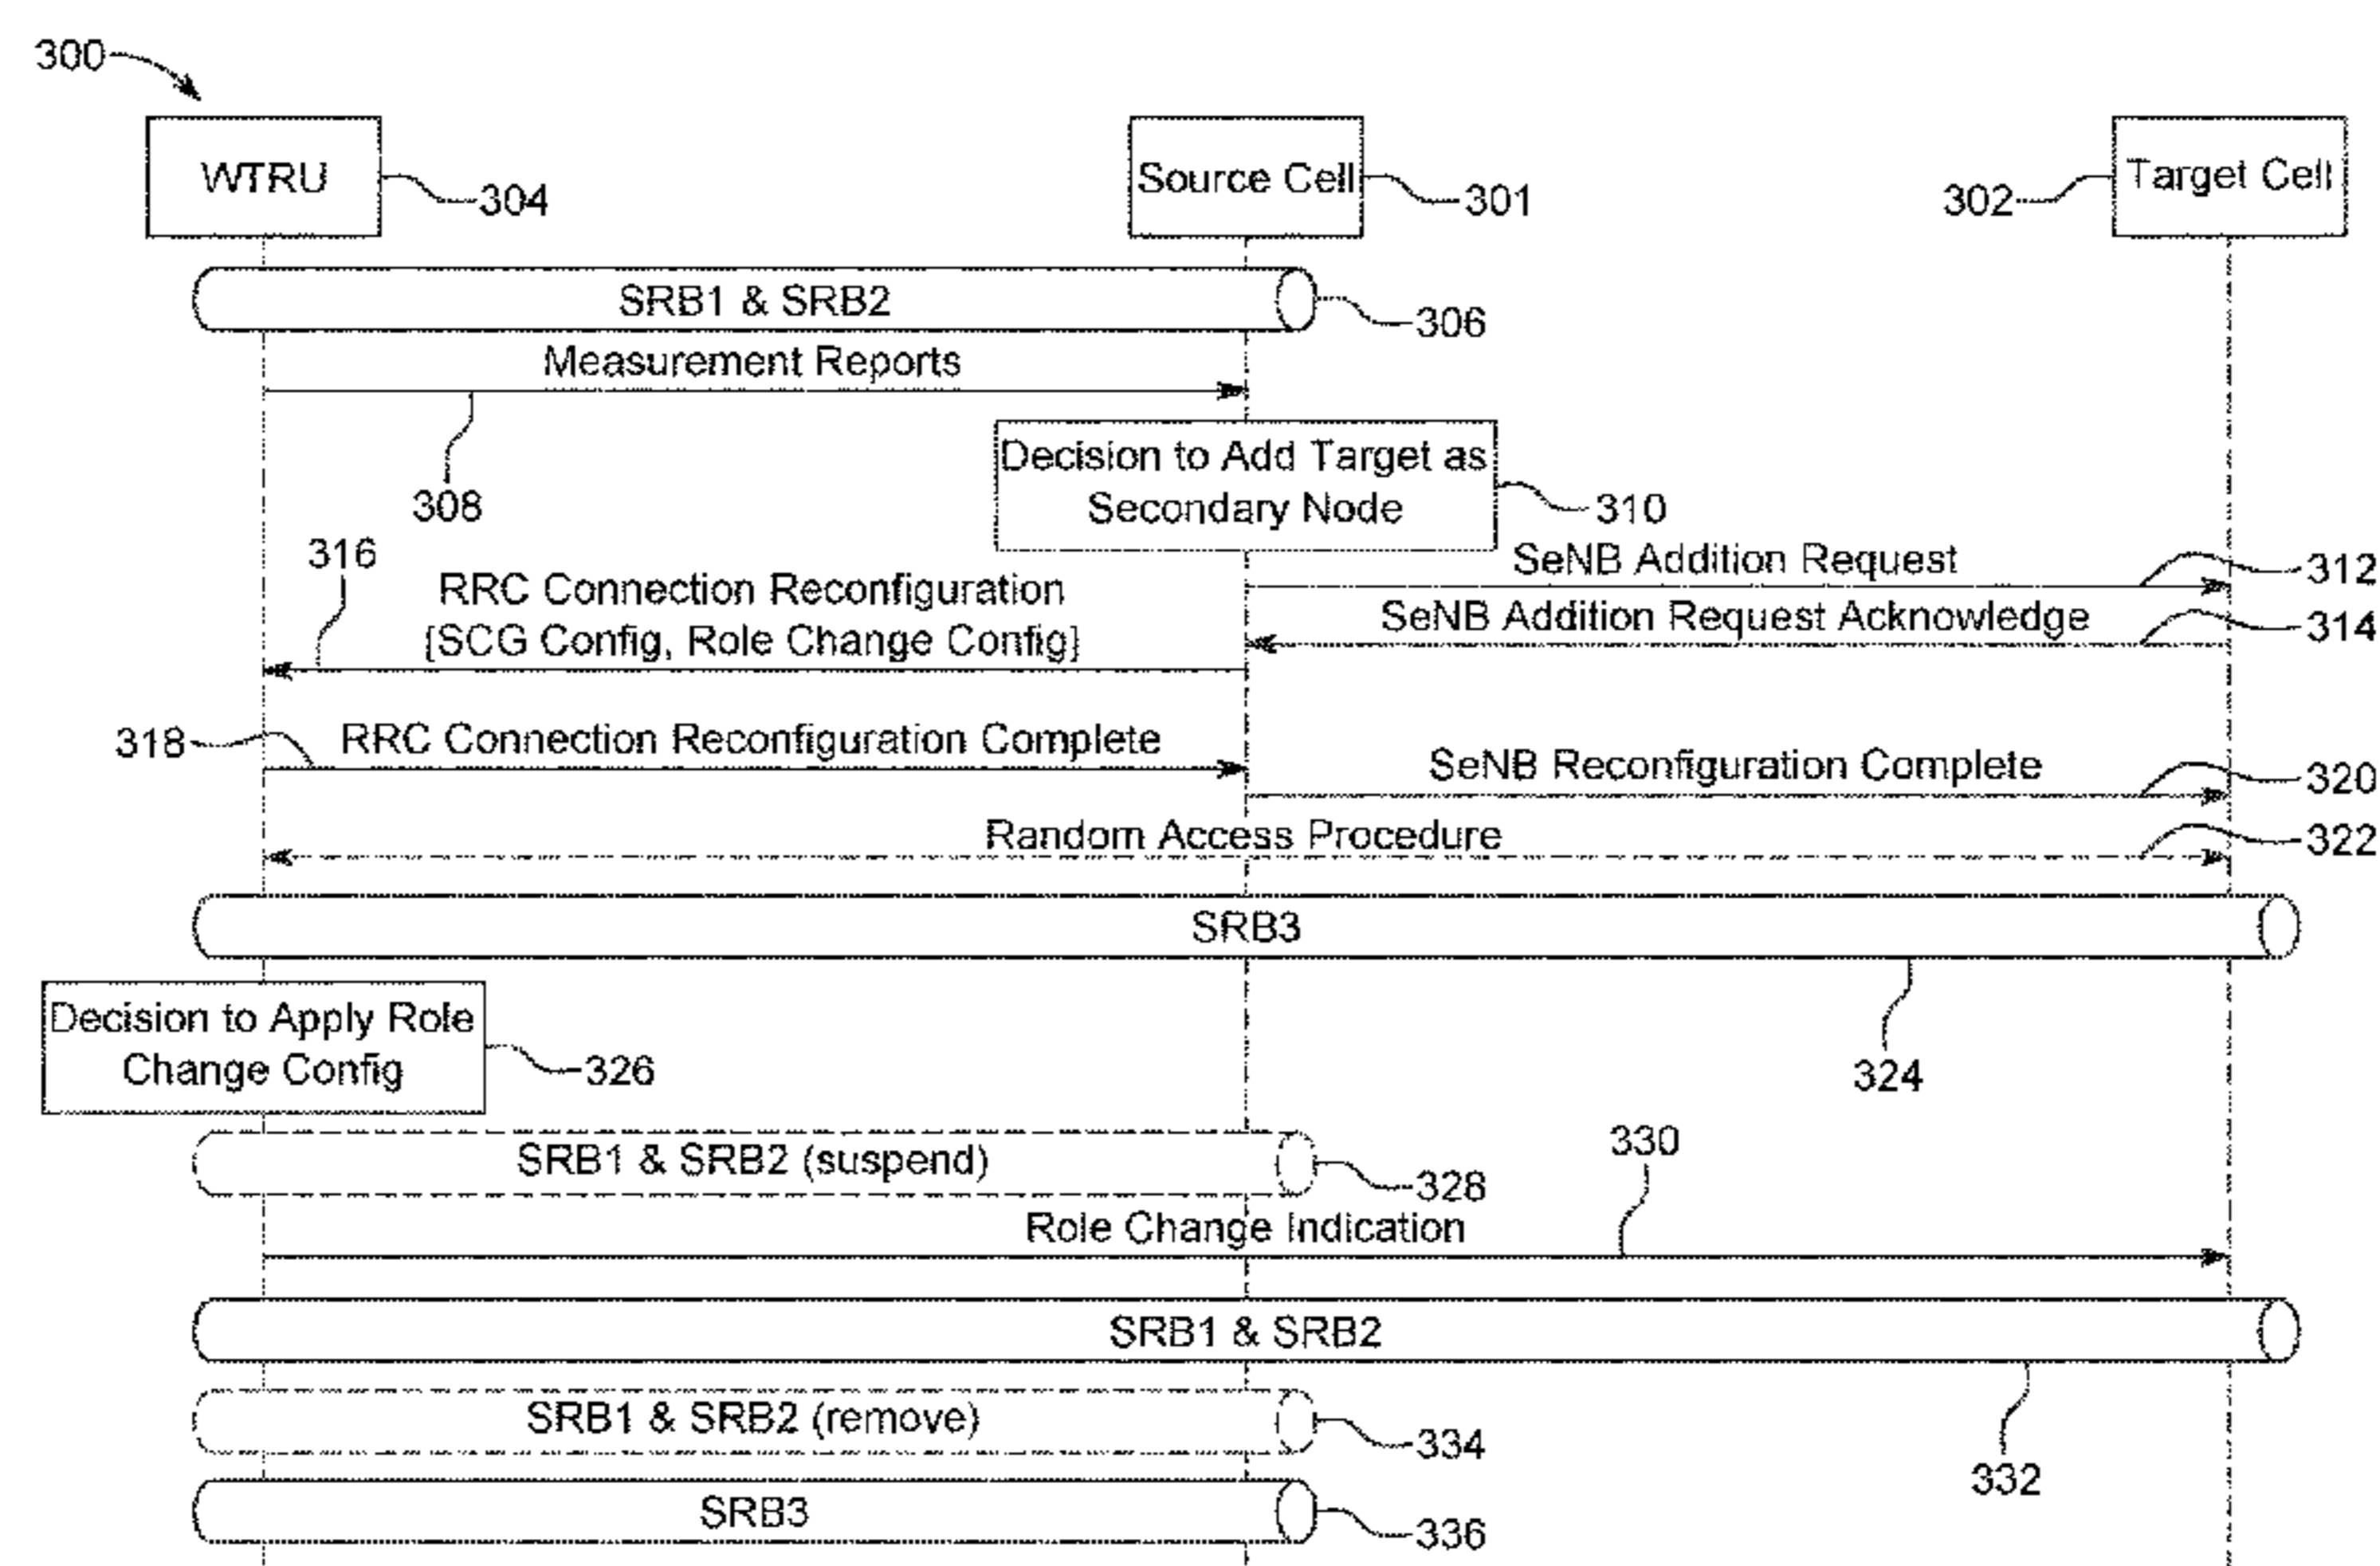 300
WTRU
304
Source Cell
301
302
Target Cell
SRB1 & SRB2
306
Measurement Reports
308
Decision to Add Target as
Secondary Node
310
SeNB Addition Request
312
316
RRC Connection Reconfiguration
[SCG Config, Role Change Config]
SeNB Addition Request Acknowledge
314
318
RRC Connection Reconfiguration Complete
SeNB Reconfiguration Complete
320
Random Access Procedure
322
SRB3
324
Decision to Apply Role
Change Config
326
SRB1 & SRB2 (suspend)
328
330
Role Change Indication
SRB1 & SRB2
332
SRB1 & SRB2 (remove)
334
SRB3
336